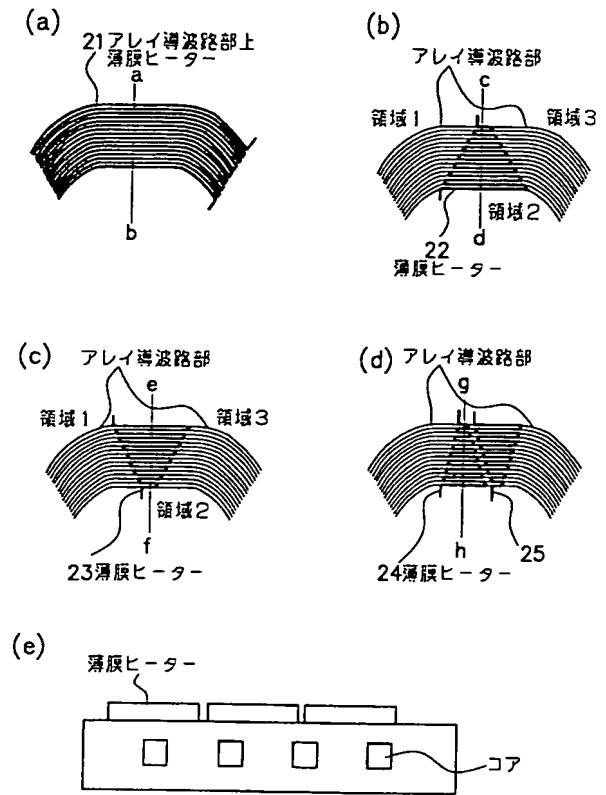 (a)
21 アレイ導波路部上
薄膜ヒーター
a
b
(b)
アレイ導波路部
c
領域1
領域3
領域2
22
d
薄膜ヒーター
(c)
アレイ導波路部
e
領域1
領域3
領域2
f
23薄膜ヒーター
(d)
アレイ導波路部
g
h
25
24薄膜ヒーター
(e)
薄膜ヒーター
コア